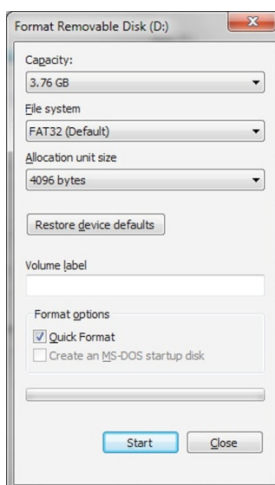 Format Removable Disk (D:)
Capacity:
3.76 GB
File system
FAT32 (Default)
Allocation unit size
4096 bytes
Restore device defaults
Volume label
Format options
Quick Format
Create an MS-DOS startup disk
Start Close